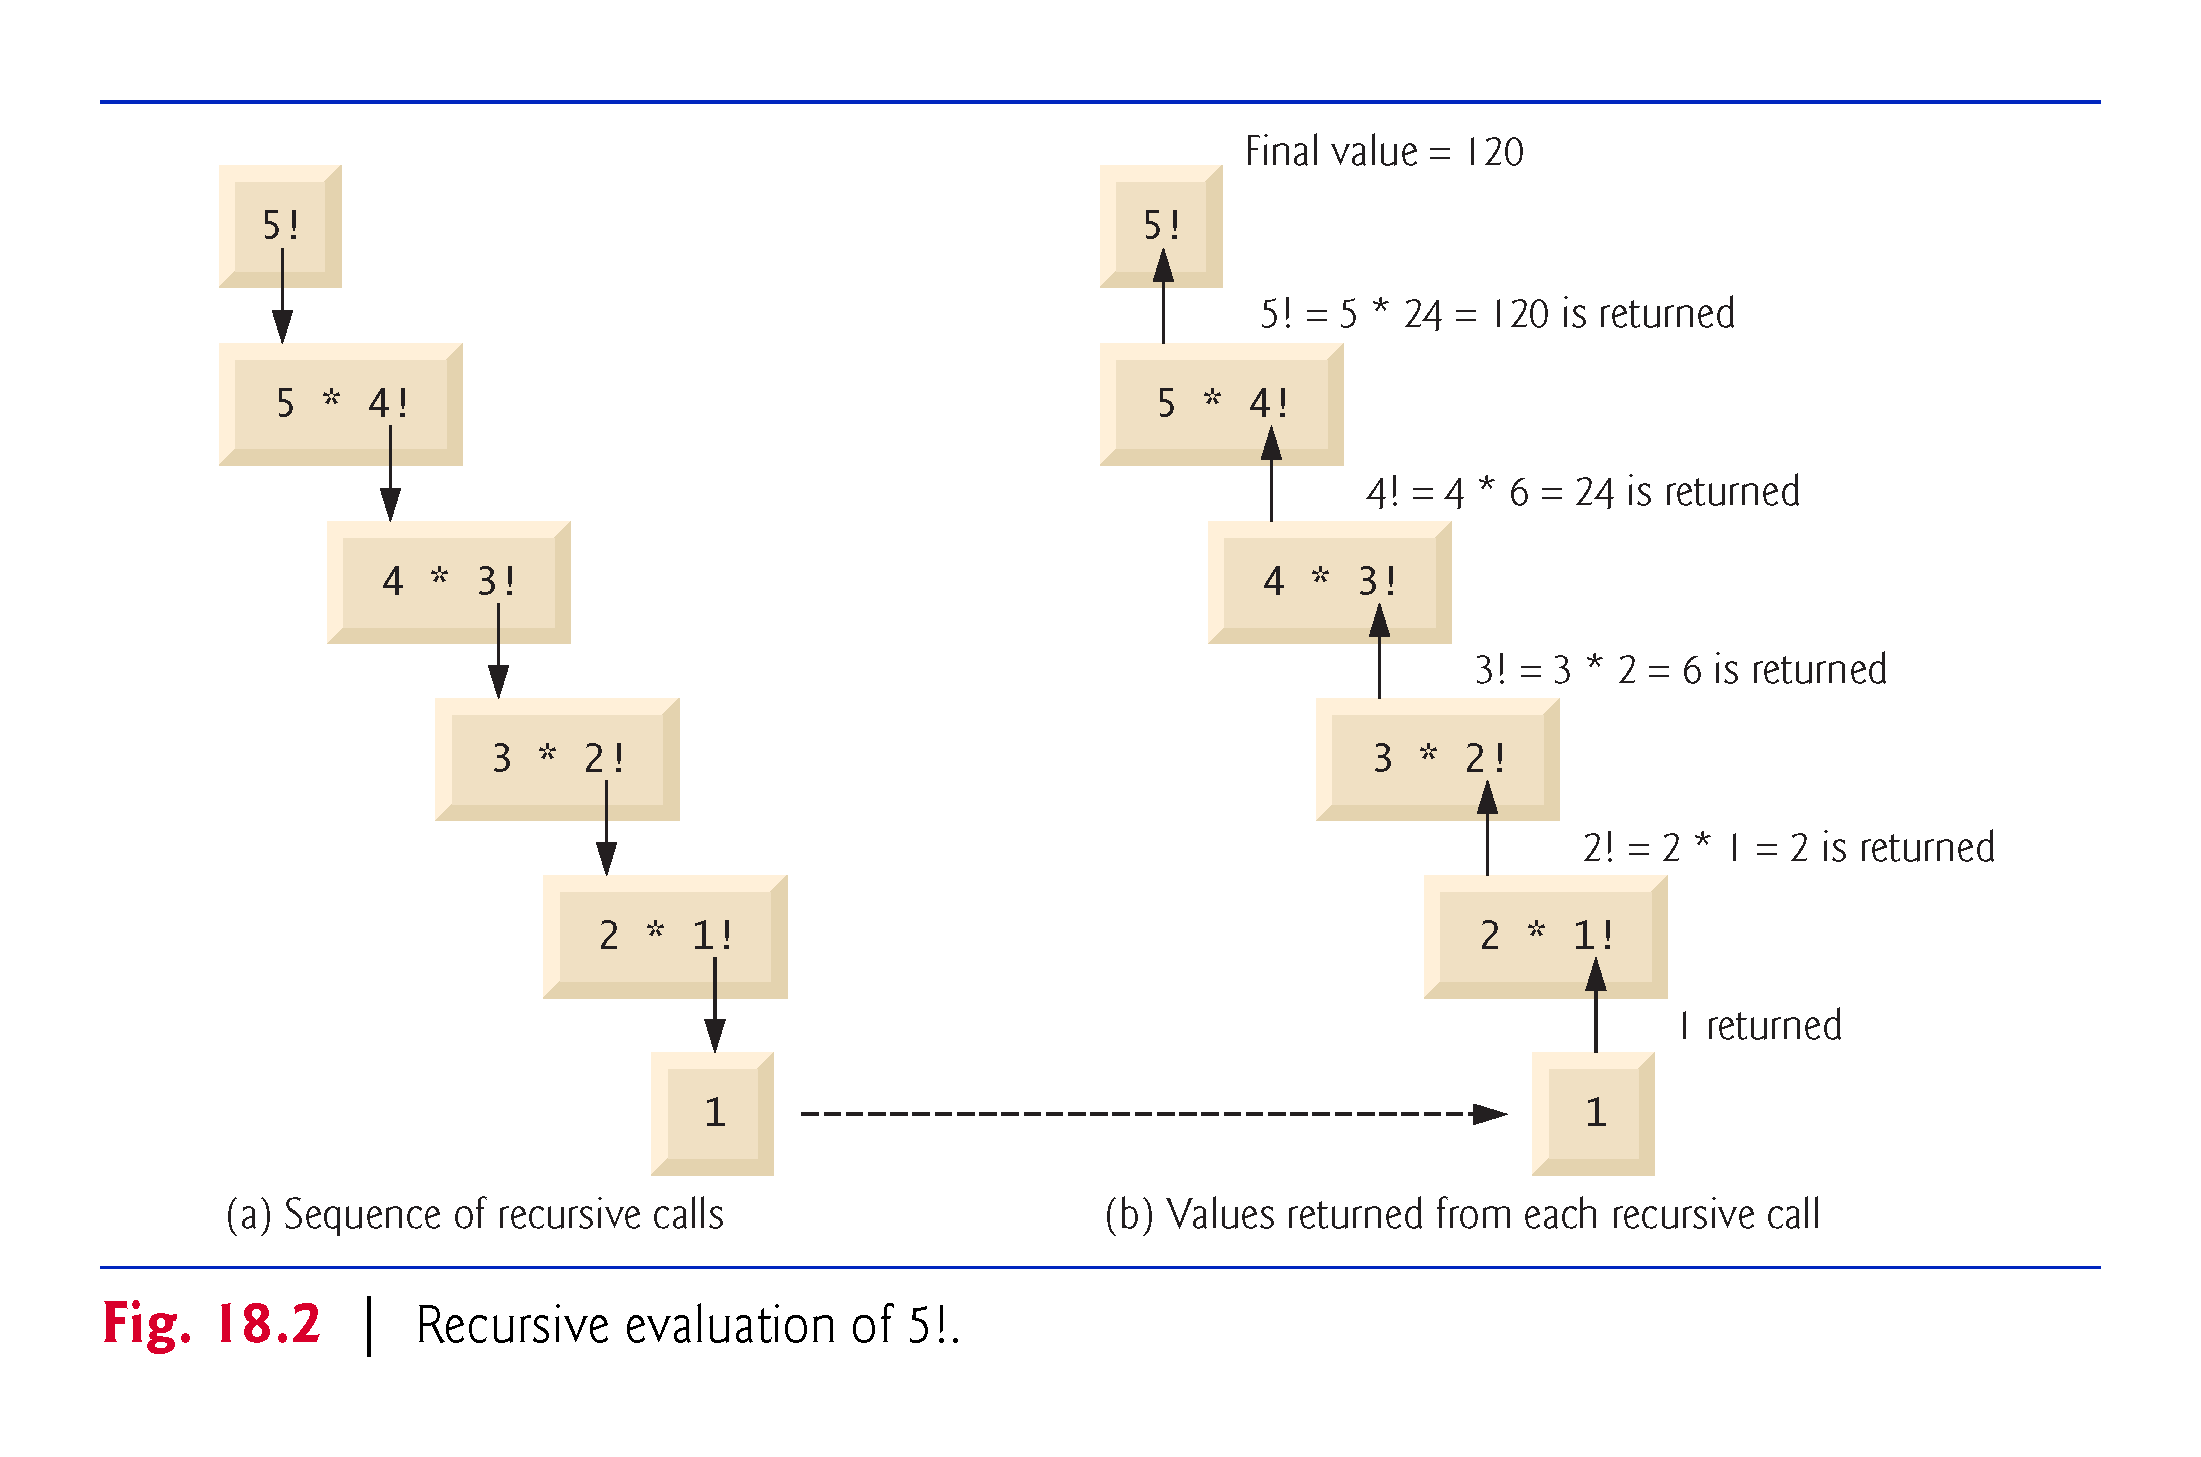 5!
5 * 4!
4 * 3!
3 * 2!
2 * 1!
1
(a) Sequence of recursive calls
Final value = 120
5!
5! = 5 * 24 = 120 is returned
5 * 4!
4! = 4 * 6 = 24 is returned
4 * 3!
3! = 3 * 2 = 6 is returned
3 * 2!
2! = 2 * 1 = 2 is returned
2 * 1!
1 returned
1
(b) Values returned from each recursive call
Fig. 18.2 | Recursive evaluation of 5!.